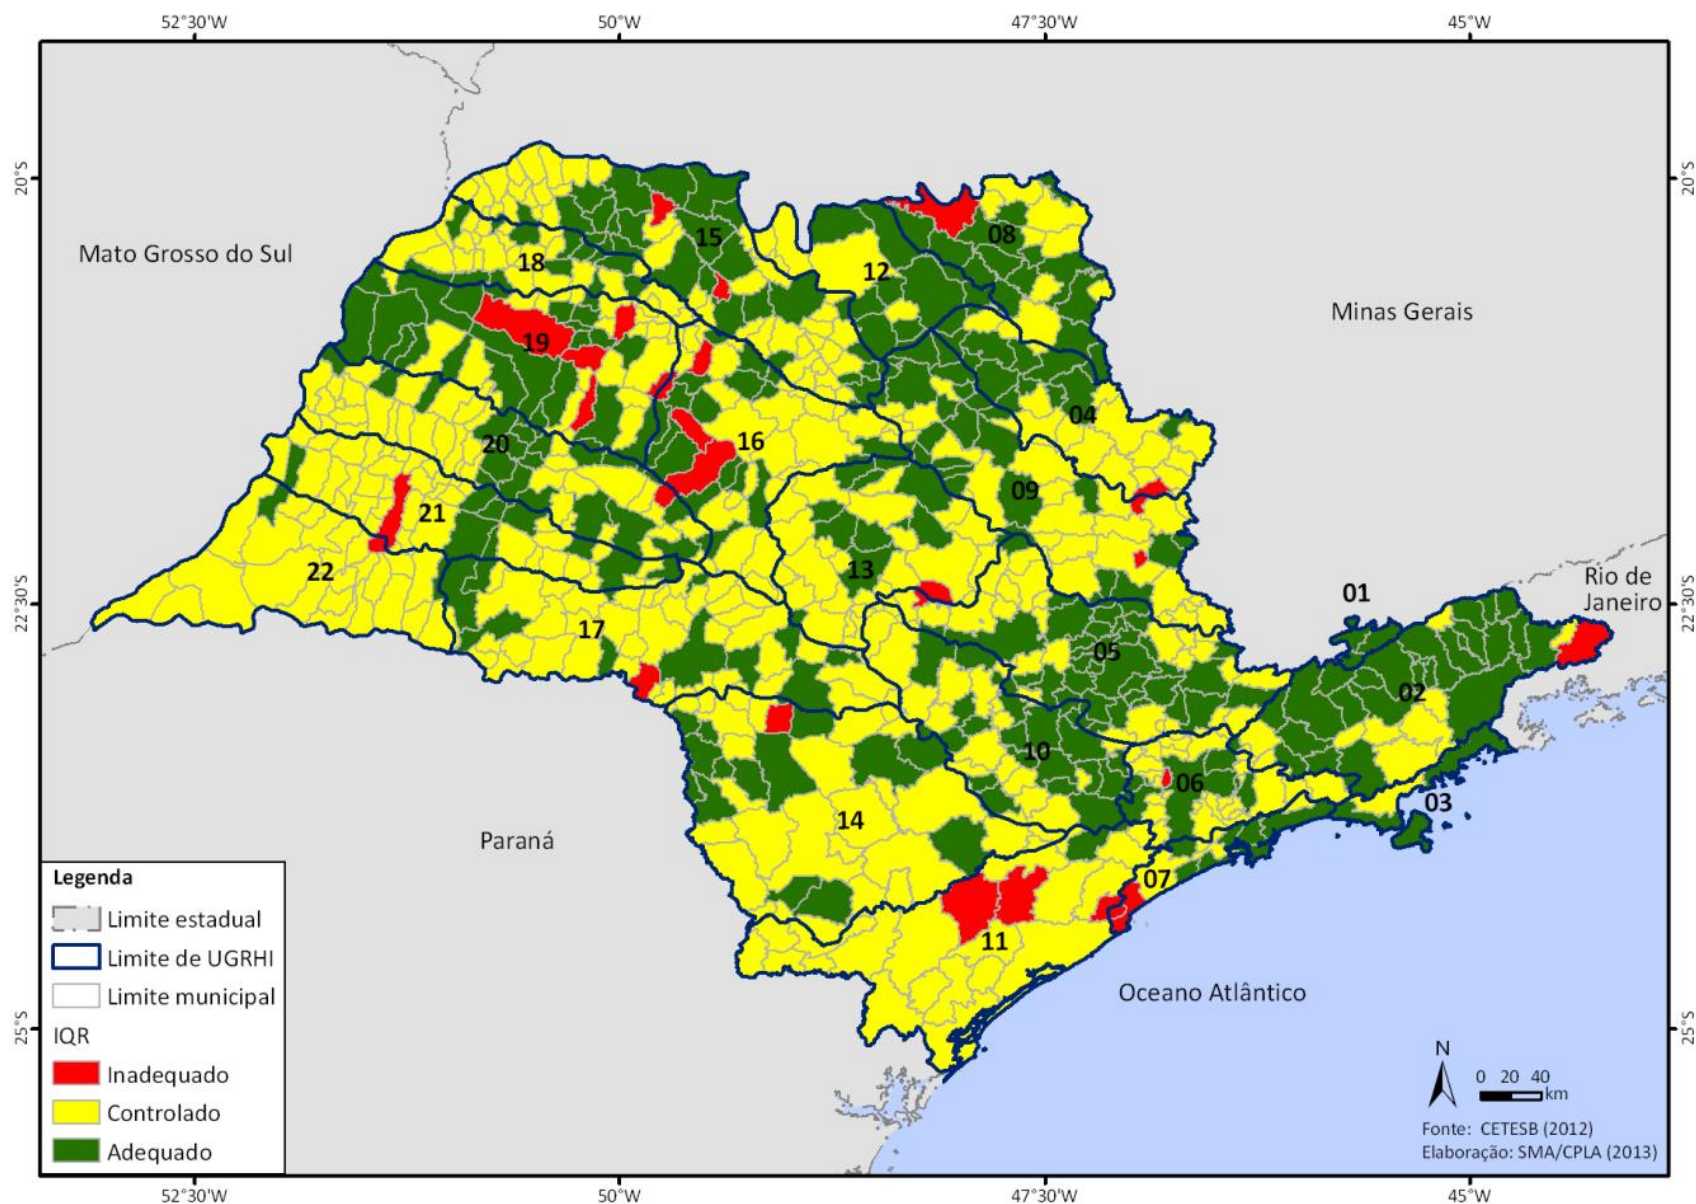 52°30'W 50°W 47°30'W 45°W
20°S 20°S
Mato Grosso do Sul
Minas Gerais
15 08
18 12
19
04
20 16
09
21
22 13
01
Rio de
Janeiro
22°30'S 22°30'S
17
05
02
10
06
03
14
Paraná
07
11
Oceano Atlântico
25°S 25°S
Legenda
Limite estadual
Limite de UGRHI
Limite municipal
IQR
Inadequado
Controlado
Adequado
N
0 20 40
km
Fonte: CETESB (2012)
Elaboração: SMA/CPLA (2013)
52°30'W 50°W 47°30'W 45°W